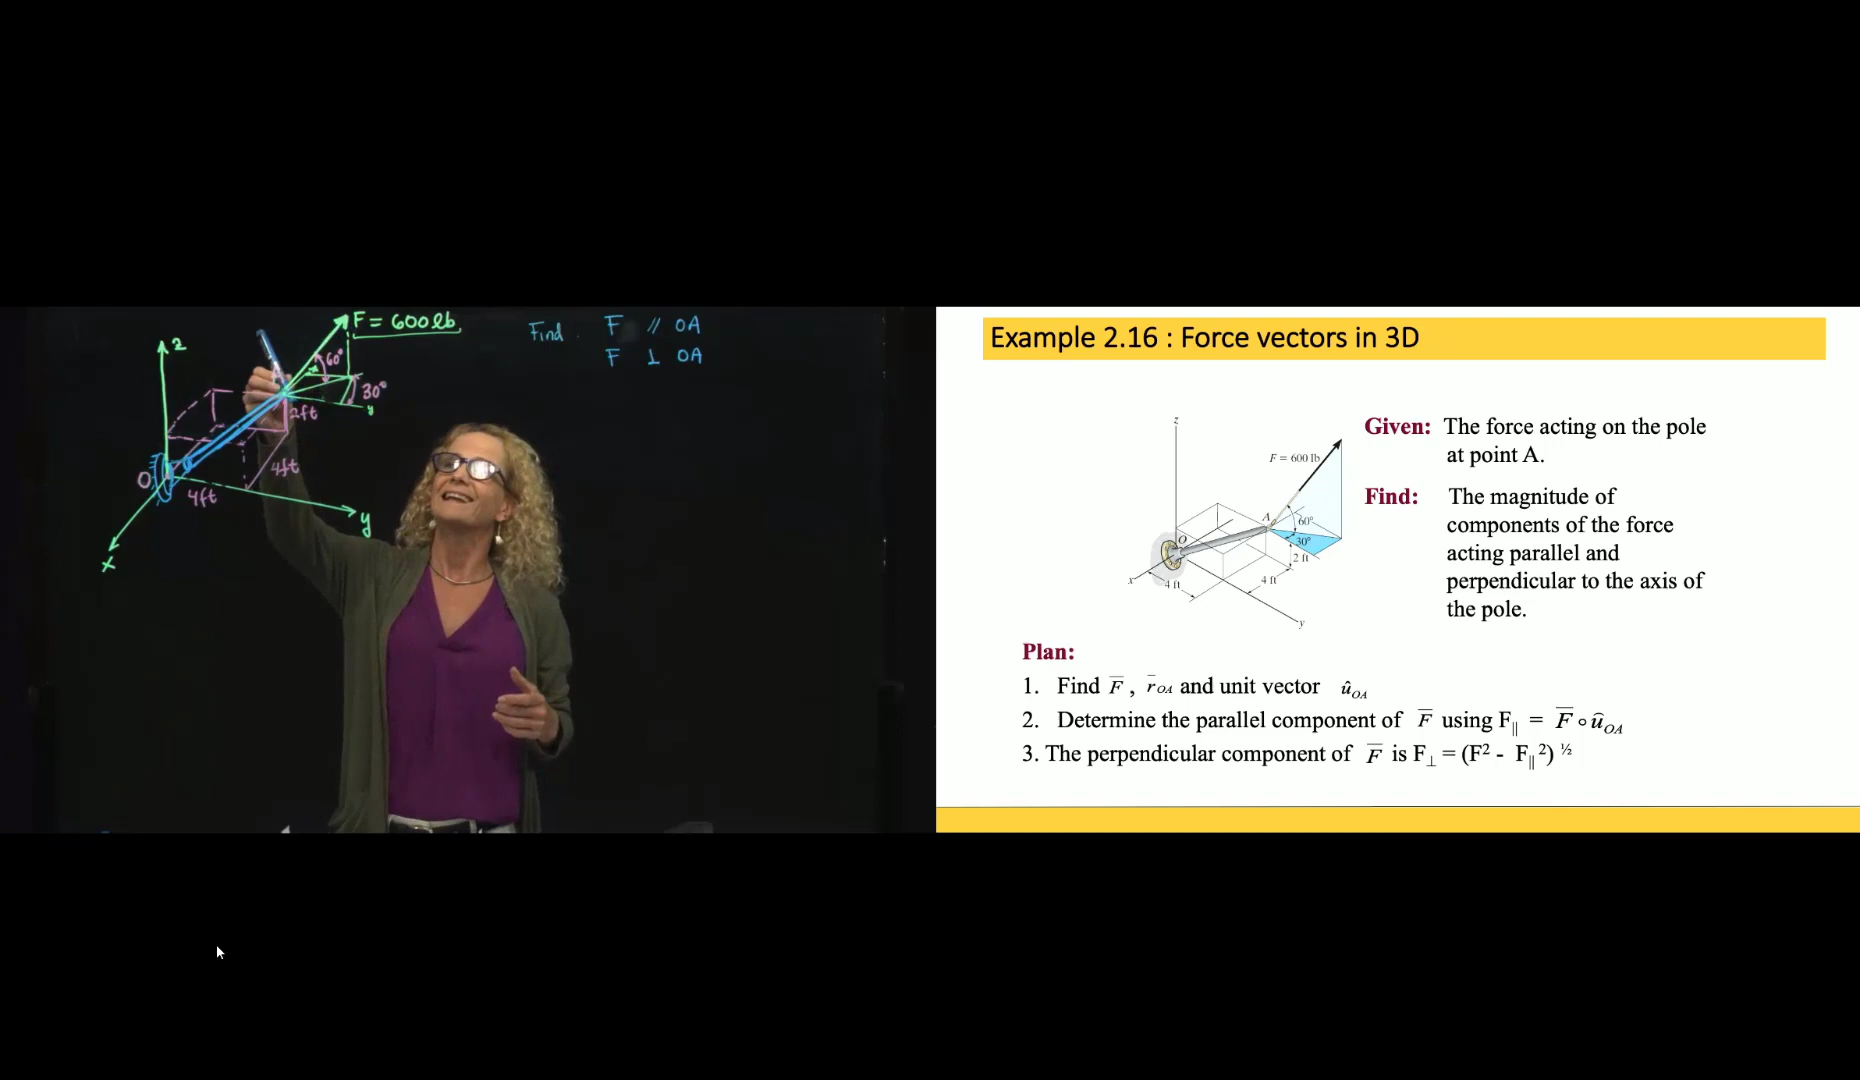 z
F = 600 lb
60°
30°
y
2ft
4ft
O
4ft
y
x
Find . F // OA
F ⊥ OA
Example 2.16 : Force vectors in 3D
z
F = 600 lb
A
60°
30°
O
2 ft
x
4 ft
4 ft
y
Given: The force acting on the pole
at point A.
Find: The magnitude of
components of the force
acting parallel and
perpendicular to the axis of
the pole.
Plan:
1. Find F̅ , r̅OA and unit vector ûOA
2. Determine the parallel component of F̅ using F∥ = F̅ ∘ ûOA
3. The perpendicular component of F̅ is F⊥ = (F² - F∥²) ½